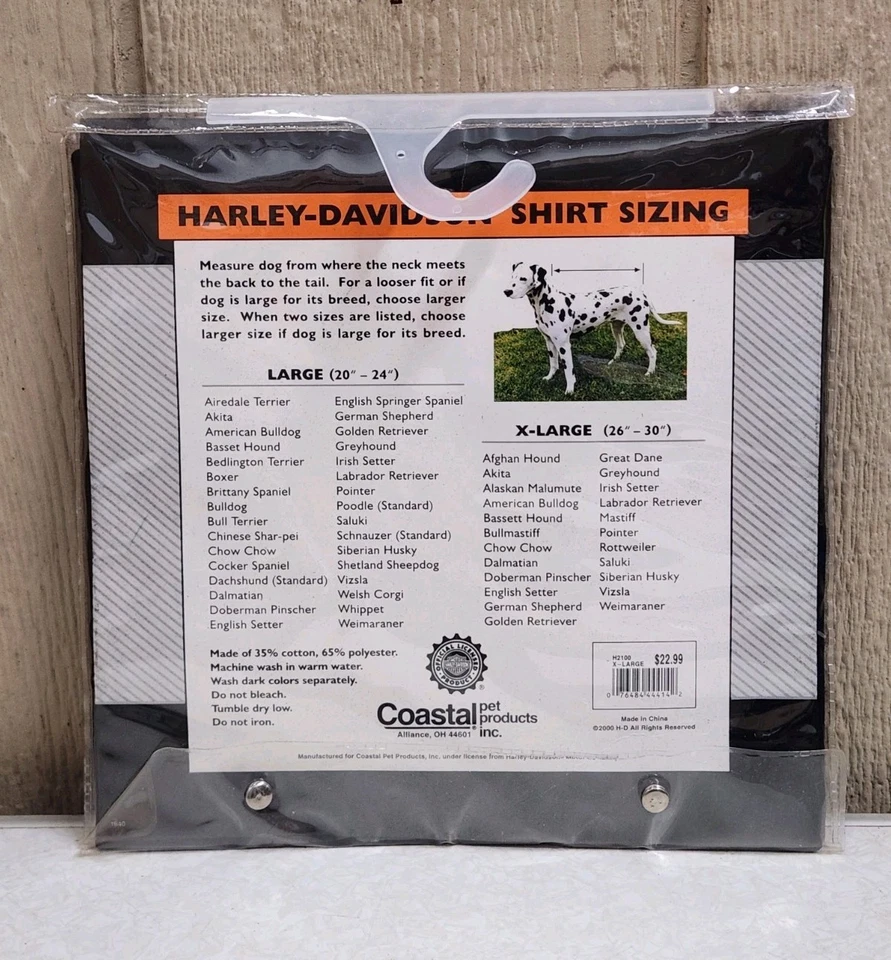 HARLEY-DAVIDSON SHIRT SIZING
Measure dog from where the neck meets
the back to the tail. For a looser fit or if
dog is large for its breed, choose larger
size. When two sizes are listed, choose
larger size if dog is large for its breed.
LARGE (20" – 24")
Airedale Terrier
Akita
American Bulldog
Basset Hound
Bedlington Terrier
Boxer
Brittany Spaniel
Bulldog
Bull Terrier
Chinese Shar-pei
Chow Chow
Cocker Spaniel
Dachshund (Standard)
Dalmatian
Doberman Pinscher
English Setter
English Springer Spaniel
German Shepherd
Golden Retriever
Greyhound
Irish Setter
Labrador Retriever
Pointer
Poodle (Standard)
Saluki
Schnauzer (Standard)
Siberian Husky
Shetland Sheepdog
Vizsla
Welsh Corgi
Whippet
Weimaraner
X-LARGE (26" – 30")
Afghan Hound
Akita
Alaskan Malumute
American Bulldog
Bassett Hound
Bullmastiff
Chow Chow
Dalmatian
Doberman Pinscher
English Setter
German Shepherd
Golden Retriever
Great Dane
Greyhound
Irish Setter
Labrador Retriever
Mastiff
Pointer
Rottweiler
Saluki
Siberian Husky
Vizsla
Weimaraner
Made of 35% cotton, 65% polyester.
Machine wash in warm water.
Wash dark colors separately.
Do not bleach.
Tumble dry low.
Do not iron.
OFFICIAL LICENSED
PRODUCT
®
Coastal pet products inc.
Alliance, OH 44601
H2100
X-LARGE $22.99
0 76484 44414 2
Made in China
©2000 H-D All Rights Reserved
Manufactured for Coastal Pet Products, Inc. under license from Harley-Davidson